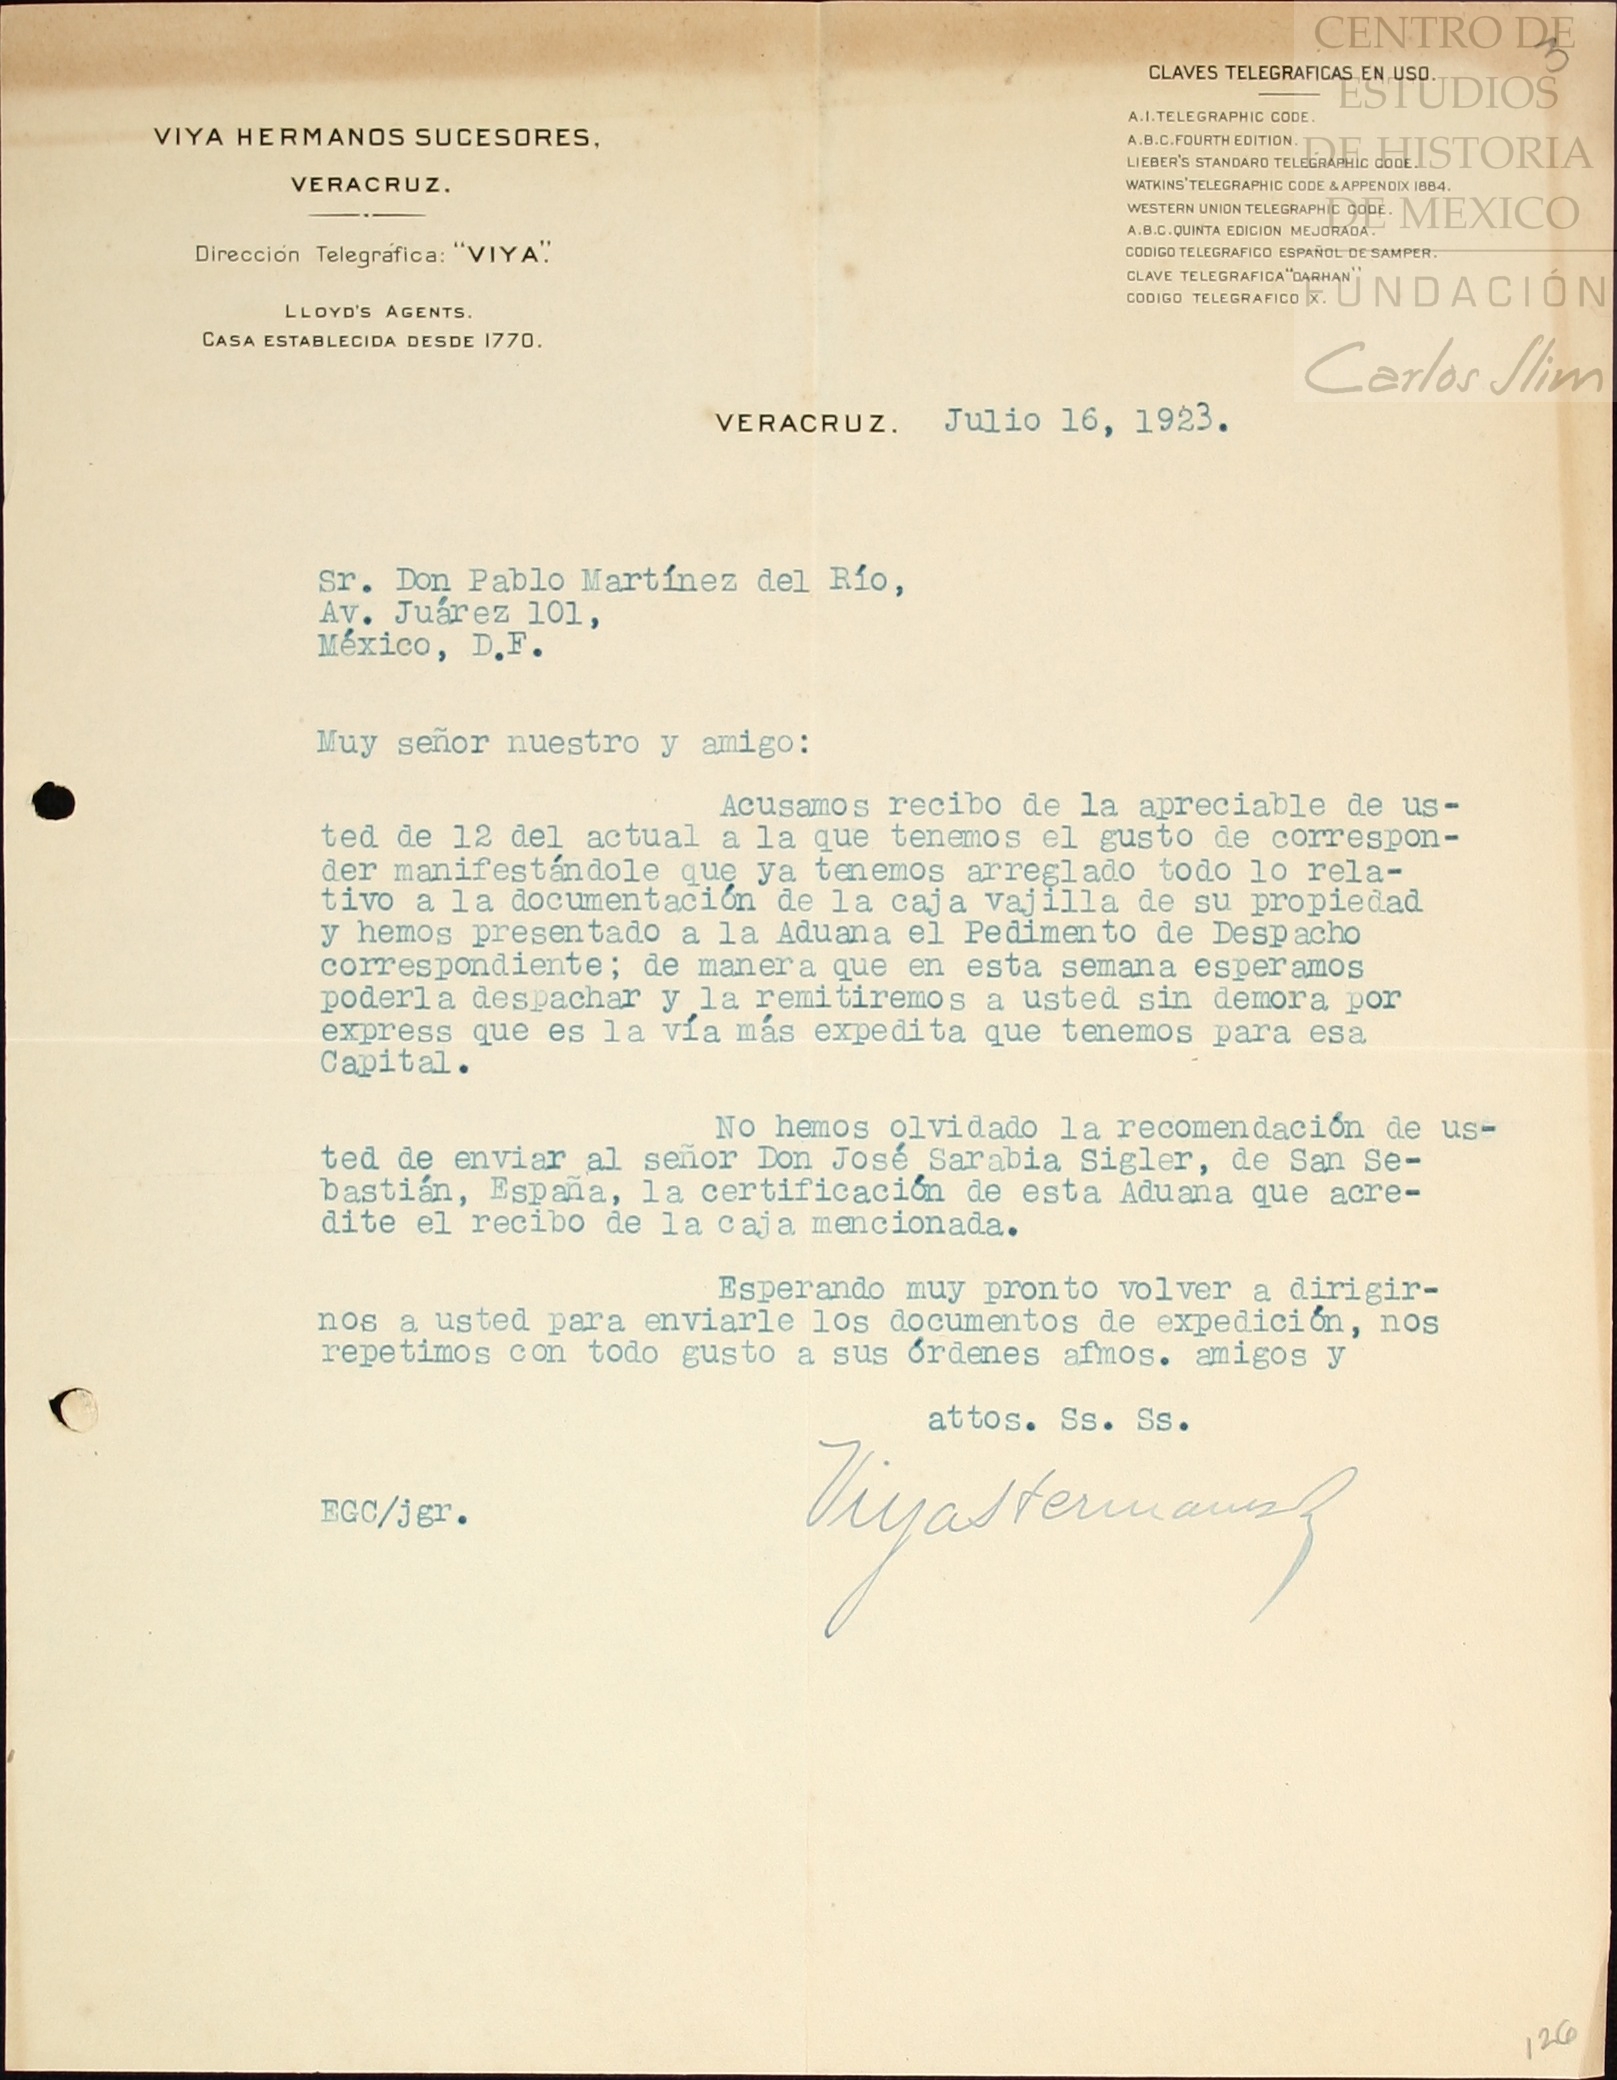 VIYA HERMANOS SUCESORES,
VERACRUZ.
Dirección Telegráfica: "VIYA".
LLOYD'S AGENTS.
CASA ESTABLECIDA DESDE 1770.
CENTRO DE
ESTUDIOS
DE HISTORIA
DE MEXICO
FUNDACIÓN
Carlos Slim
3
CLAVES TELEGRAFICAS EN USO.
A.I. TELEGRAPHIC CODE.
A.B.C. FOURTH EDITION.
LIEBER'S STANDARD TELEGRAPHIC CODE.
WATKINS' TELEGRAPHIC CODE & APPENDIX 1884.
WESTERN UNION TELEGRAPHIC CODE.
A.B.C. QUINTA EDICION MEJORADA.
CODIGO TELEGRAFICO ESPAÑOL DE SAMPER.
CLAVE TELEGRAFICA "DARHAN"
CODIGO TELEGRAFICO X.
VERACRUZ. Julio 16, 1923.
Sr. Don Pablo Martínez del Río,
Av. Juárez 101,
México, D.F.
Muy señor nuestro y amigo:
Acusamos recibo de la apreciable de us-
ted de 12 del actual a la que tenemos el gusto de correspon-
der manifestándole que ya tenemos arreglado todo lo rela-
tivo a la documentación de la caja vajilla de su propiedad
y hemos presentado a la Aduana el Pedimento de Despacho
correspondiente; de manera que en esta semana esperamos
poderla despachar y la remitiremos a usted sin demora por
express que es la vía más expedita que tenemos para esa
Capital.
No hemos olvidado la recomendación de us-
ted de enviar al señor Don José Sarabia Sigler, de San Se-
bastián, España, la certificación de esta Aduana que acre-
dite el recibo de la caja mencionada.
Esperando muy pronto volver a dirigir-
nos a usted para enviarle los documentos de expedición, nos
repetimos con todo gusto a sus órdenes afmos. amigos y
attos. Ss. Ss.
EGC/jgr.
126